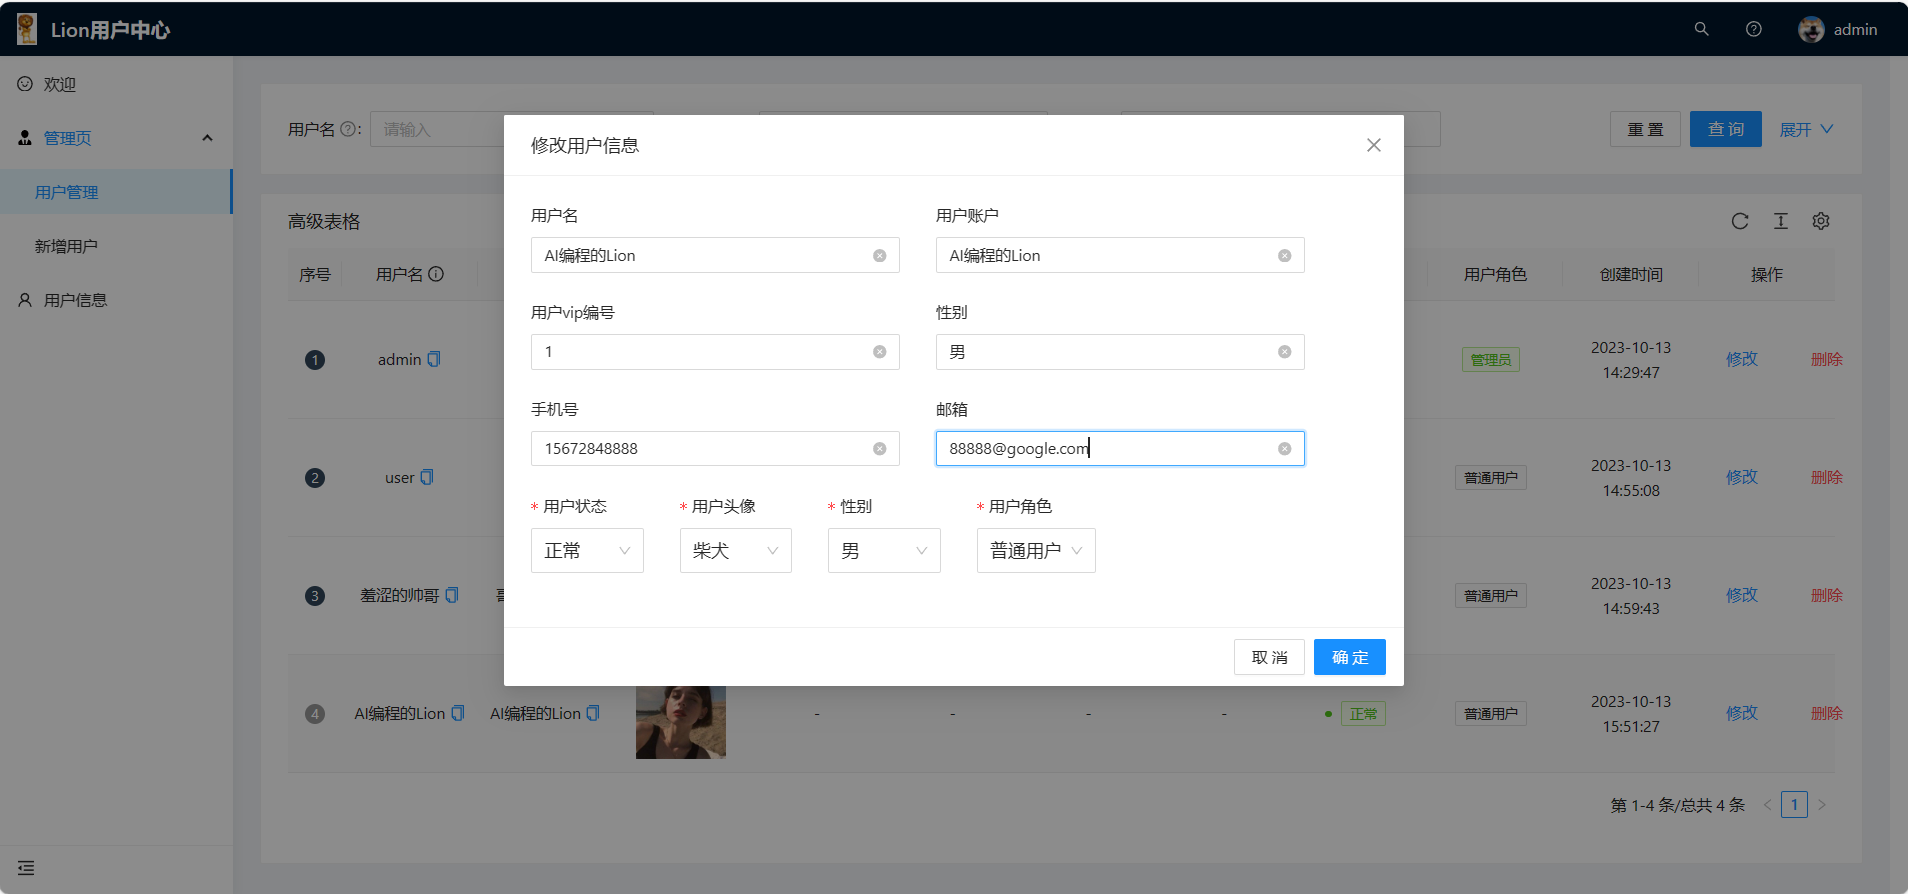 Lion用户中心
admin
欢迎
管理页
用户管理
新增用户
用户信息
用户名 :
请输入
重 置
查 询
展开
高级表格
序号
用户名
用户角色
创建时间
操作
1
admin
管理员
2023-10-13
14:29:47
修改
删除
2
user
普通用户
2023-10-13
14:55:08
修改
删除
3
羞涩的帅哥
普通用户
2023-10-13
14:59:43
修改
删除
4
AI编程的Lion
AI编程的Lion
-
-
-
-
正常
普通用户
2023-10-13
15:51:27
修改
删除
第 1-4 条/总共 4 条
1
修改用户信息
用户名
用户账户
AI编程的Lion
AI编程的Lion
用户vip编号
性别
1
男
手机号
邮箱
15672848888
88888@google.com
* 用户状态
* 用户头像
* 性别
* 用户角色
正常
柴犬
男
普通用户
取 消
确 定